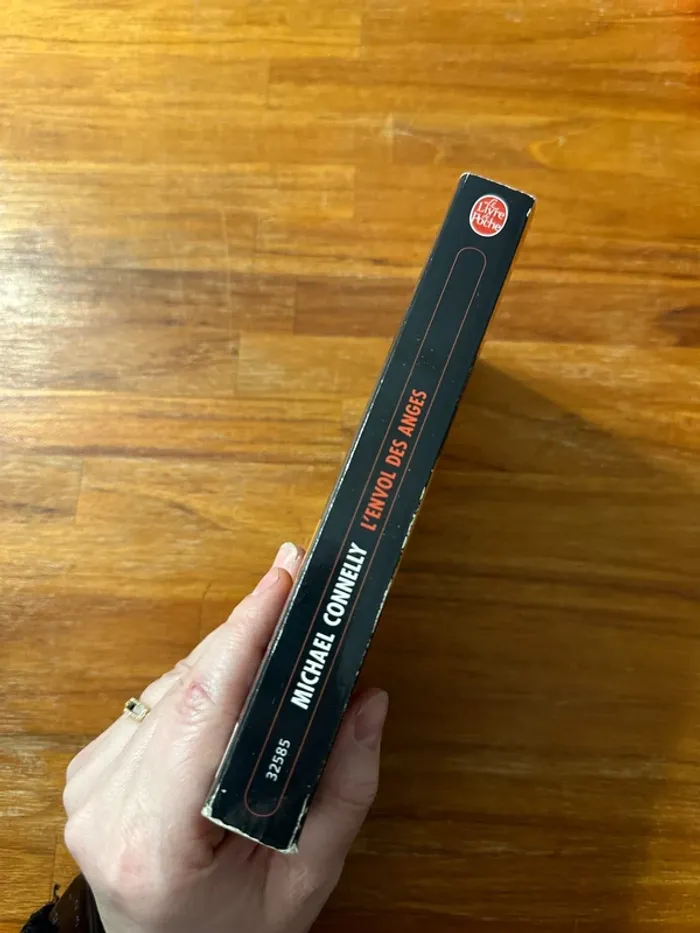 32585
MICHAEL CONNELLY L'ENVOL DES ANGES
Le
Livre
de
Poche